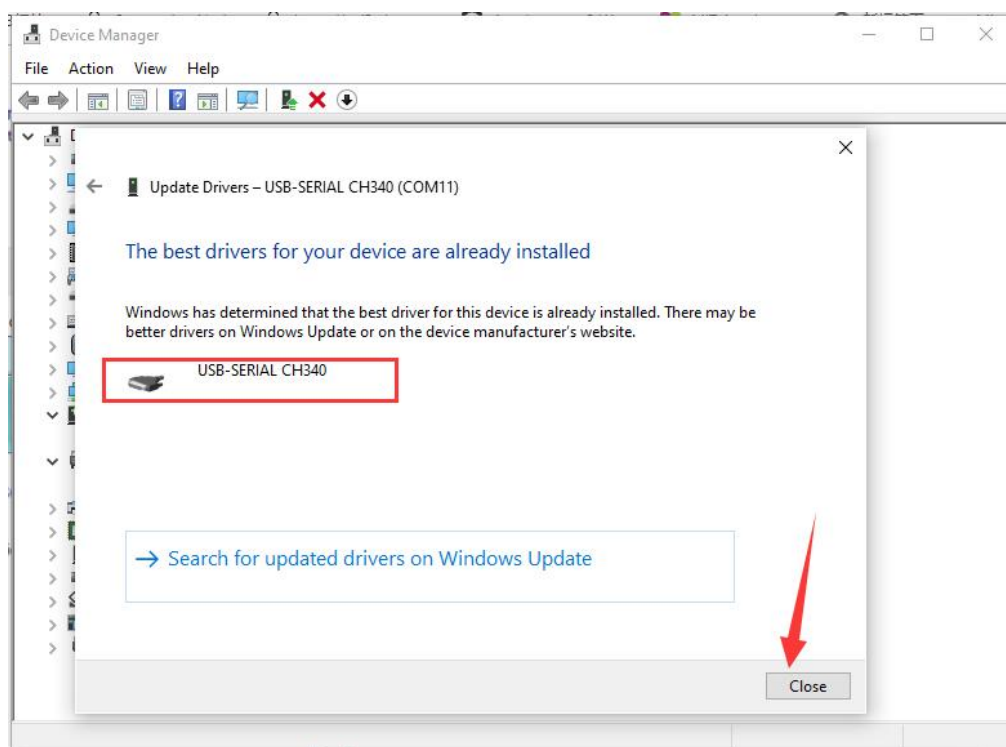 Device Manager
File Action View Help
Update Drivers – USB-SERIAL CH340 (COM11)
The best drivers for your device are already installed
Windows has determined that the best driver for this device is already installed. There may be
better drivers on Windows Update or on the device manufacturer's website.
USB-SERIAL CH340
Search for updated drivers on Windows Update
Close